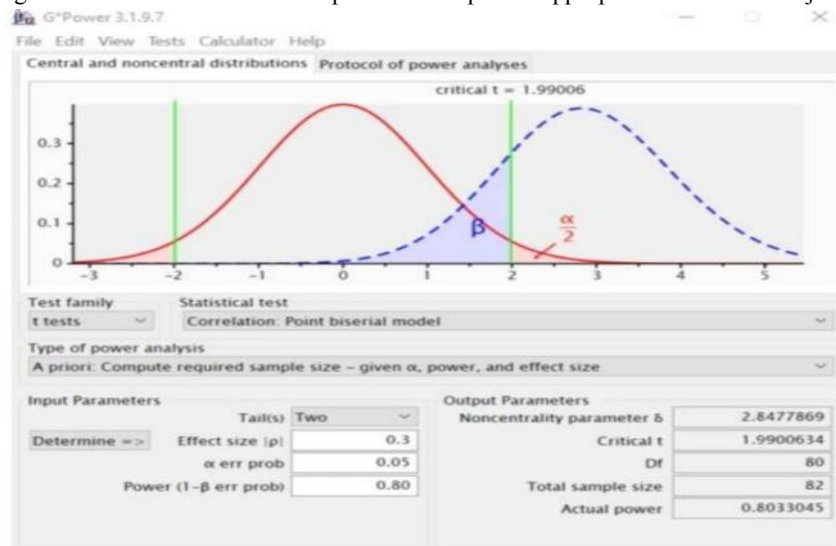 G*Power 3.1.9.7
File Edit View Tests Calculator Help
Central and noncentral distributions Protocol of power analyses
critical t = 1.99006
0.3
0.2
0.1
0
β
α
2
-3 -2 -1 0 1 2 3 4 5
Test family Statistical test
t tests Correlation: Point biserial model
Type of power analysis
A priori: Compute required sample size – given α, power, and effect size
Input Parameters Output Parameters
Tail(s) Two Noncentrality parameter δ 2.8477869
Determine => Effect size |ρ| 0.3 Critical t 1.9900634
α err prob 0.05 Df 80
Power (1-β err prob) 0.80 Total sample size 82
Actual power 0.8033045